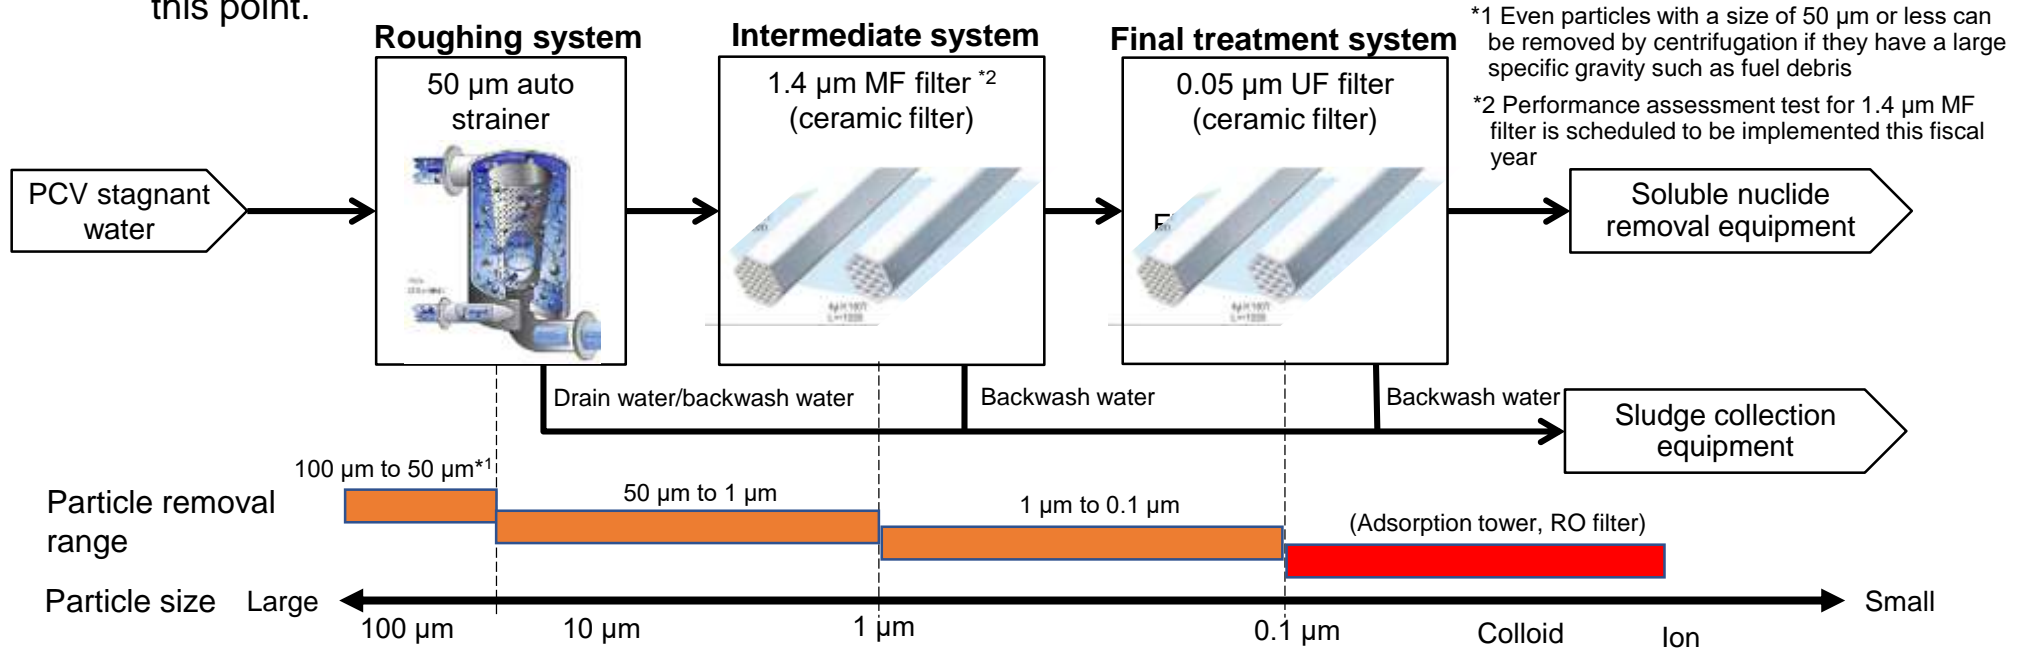 this point.
*1 Even particles with a size of 50 µm or less can
be removed by centrifugation if they have a large
specific gravity such as fuel debris
*2 Performance assessment test for 1.4 µm MF
filter is scheduled to be implemented this fiscal
year
Roughing system
Intermediate system
Final treatment system
50 µm auto
strainer
1.4 µm MF filter *2
(ceramic filter)
0.05 µm UF filter
(ceramic filter)
PCV stagnant
water
Soluble nuclide
removal equipment
Drain water/backwash water
Backwash water
Backwash water
Sludge collection
equipment
Particle removal
range
100 µm to 50 µm*1
50 µm to 1 µm
1 µm to 0.1 µm
(Adsorption tower, RO filter)
Particle size
Large
Small
100 µm
10 µm
1 µm
0.1 µm
Colloid
Ion